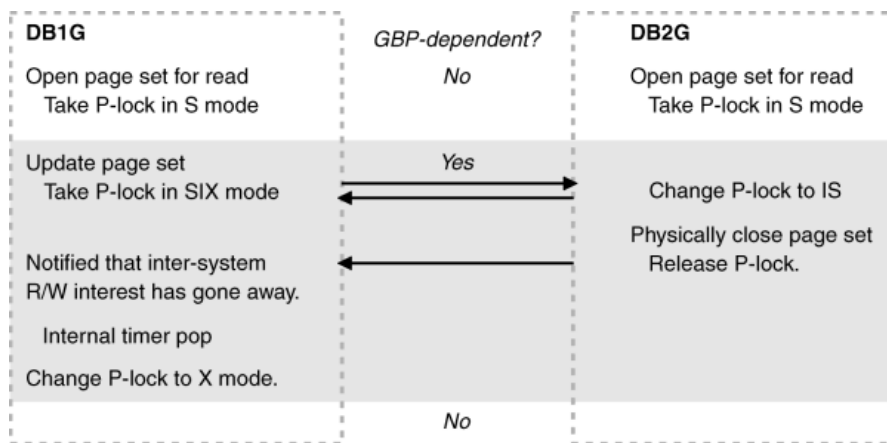 DB1G
GBP-dependent?
DB2G
Open page set for read
Take P-lock in S mode
No
Open page set for read
Take P-lock in S mode
Update page set
Take P-lock in SIX mode
Yes
Change P-lock to IS
Physically close page set
Release P-lock.
Notified that inter-system
R/W interest has gone away.
Internal timer pop
Change P-lock to X mode.
No